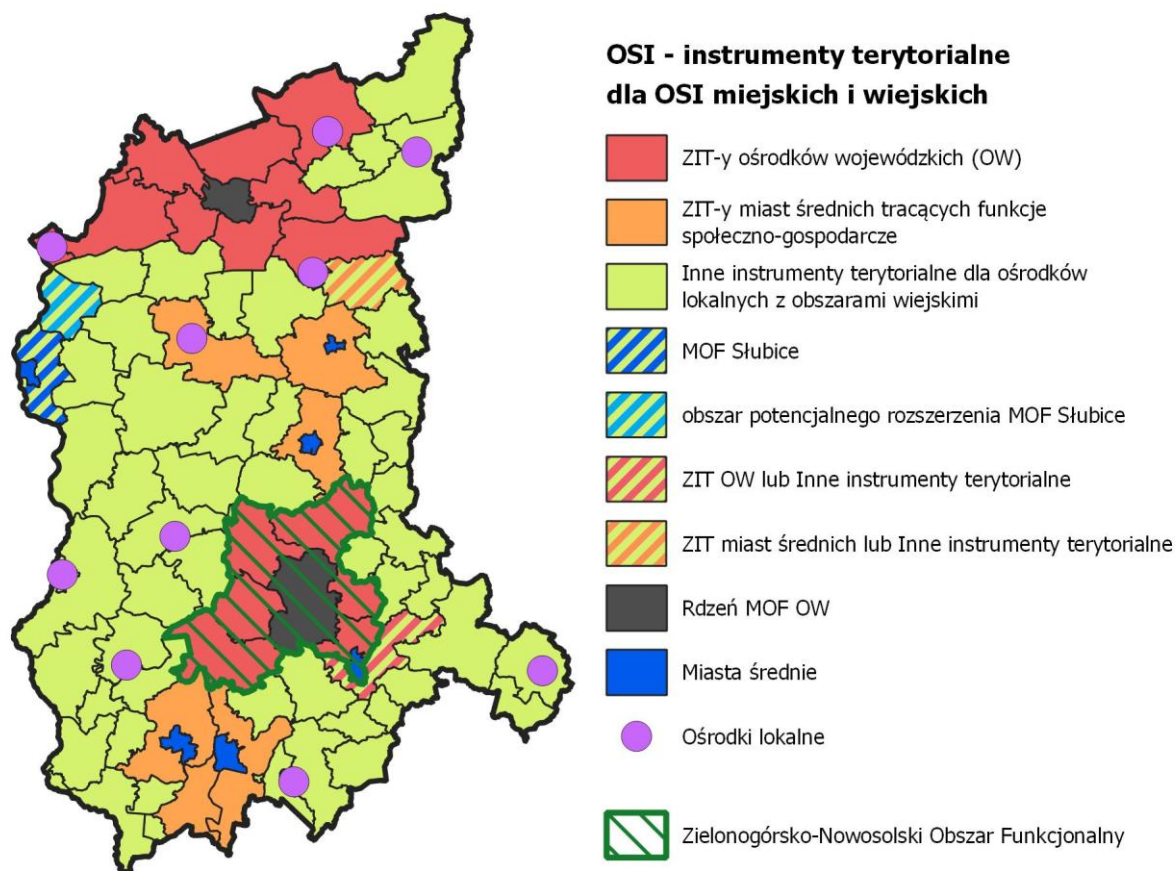 OSI - instrumenty terytorialne
dla OSI miejskich i wiejskich
ZIT-y ośrodków wojewódzkich (OW)
ZIT-y miast średnich tracących funkcje
społeczno-gospodarcze
Inne instrumenty terytorialne dla ośrodków
lokalnych z obszarami wiejskimi
MOF Słubice
obszar potencjalnego rozszerzenia MOF Słubice
ZIT OW lub Inne instrumenty terytorialne
ZIT miast średnich lub Inne instrumenty terytorialne
Rdzeń MOF OW
Miasta średnie
Ośrodki lokalne
Zielonogórsko-Nowosolski Obszar Funkcjonalny